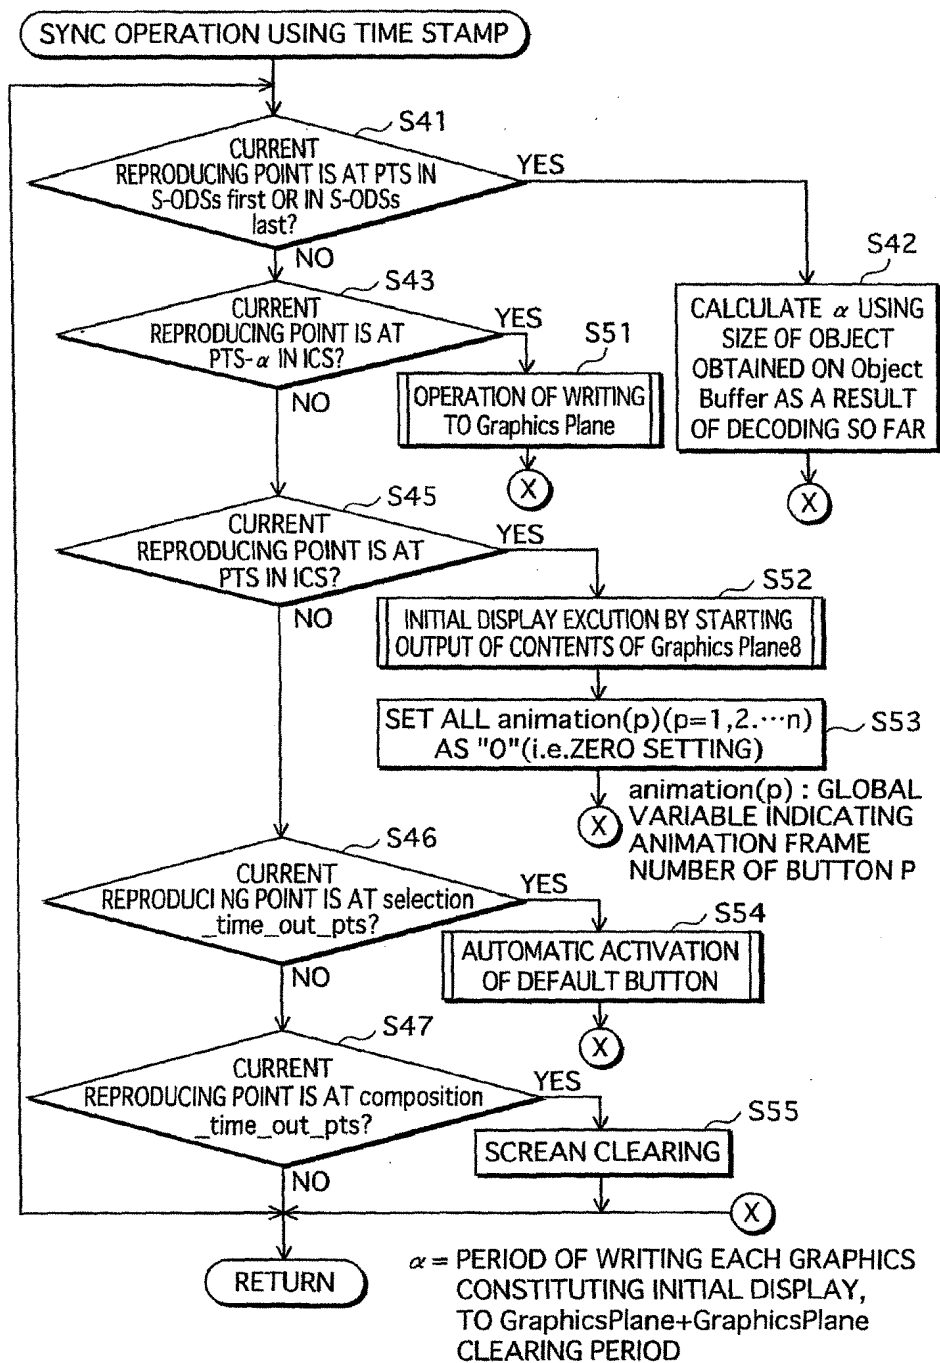 SYNC OPERATION USING TIME STAMP
S41
CURRENT
REPRODUCING POINT IS AT PTS IN
S-ODSs first OR IN S-ODSs
last?
YES
NO
S42
CALCULATE α USING
SIZE OF OBJECT
OBTAINED ON Object
Buffer AS A RESULT
OF DECODING SO FAR
X
S43
CURRENT
REPRODUCING POINT IS AT
PTS-α IN ICS?
YES
NO
S51
OPERATION OF WRITING
TO Graphics Plane
X
S45
CURRENT
REPRODUCING POINT IS AT
PTS IN ICS?
YES
NO
S52
INITIAL DISPLAY EXCUTION BY STARTING
OUTPUT OF CONTENTS OF Graphics Plane8
SET ALL animation(p)(p=1,2.···n)
AS "0"(i.e.ZERO SETTING)
S53
X
animation(p) : GLOBAL
VARIABLE INDICATING
ANIMATION FRAME
NUMBER OF BUTTON P
S46
CURRENT
REPRODUCI NG POINT IS AT selection
_time_out_pts?
YES
NO
S54
AUTOMATIC ACTIVATION
OF DEFAULT BUTTON
X
S47
CURRENT
REPRODUCING POINT IS AT composition
_time_out_pts?
YES
NO
S55
SCREAN CLEARING
X
RETURN
α = PERIOD OF WRITING EACH GRAPHICS
CONSTITUTING INITIAL DISPLAY,
TO GraphicsPlane+GraphicsPlane
CLEARING PERIOD